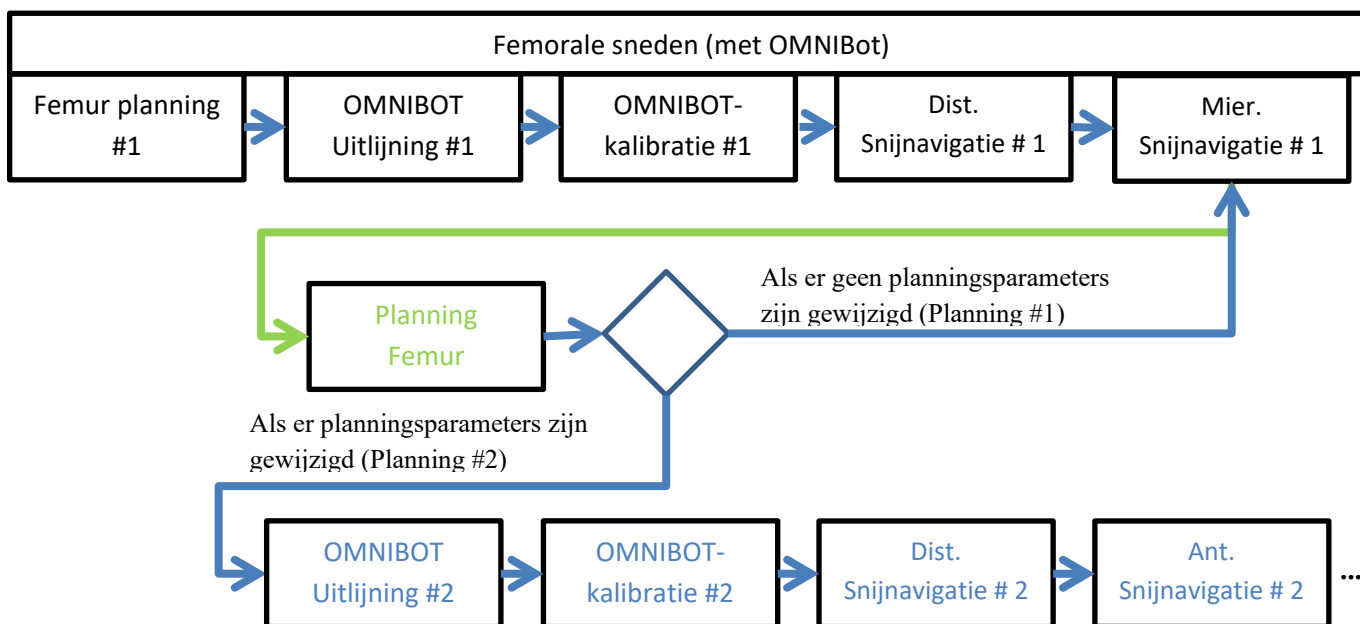 Femorale sneden (met OMNIBot)
Femur planning
#1
OMNIBOT
Uitlijning #1
OMNIBOT-
kalibratie #1
Dist.
Snijnavigatie # 1
Mier.
Snijnavigatie # 1
Als er geen planningsparameters
zijn gewijzigd (Planning #1)
Planning
Femur
Als er planningsparameters zijn
gewijzigd (Planning #2)
OMNIBOT
Uitlijning #2
OMNIBOT-
kalibratie #2
Dist.
Snijnavigatie # 2
Ant.
Snijnavigatie # 2
...